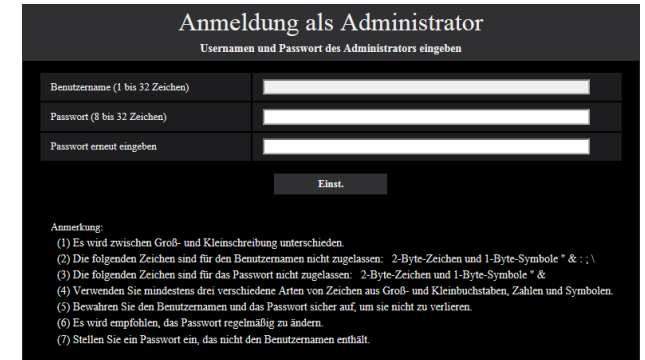 Anmeldung als Administrator
Usernamen und Passwort des Administrators eingeben
Benutzername (1 bis 32 Zeichen)
Passwort (8 bis 32 Zeichen)
Passwort erneut eingeben
Einst.
Anmerkung:
(1) Es wird zwischen Groß- und Kleinschreibung unterschieden.
(2) Die folgenden Zeichen sind für den Benutzernamen nicht zugelassen: 2-Byte-Zeichen und 1-Byte-Symbole " & : ; \
(3) Die folgenden Zeichen sind für das Passwort nicht zugelassen: 2-Byte-Zeichen und 1-Byte-Symbole " &
(4) Verwenden Sie mindestens drei verschiedene Arten von Zeichen aus Groß- und Kleinbuchstaben, Zahlen und Symbolen.
(5) Bewahren Sie den Benutzernamen und das Passwort sicher auf, um sie nicht zu verlieren.
(6) Es wird empfohlen, das Passwort regelmäßig zu ändern.
(7) Stellen Sie ein Passwort ein, das nicht den Benutzernamen enthält.